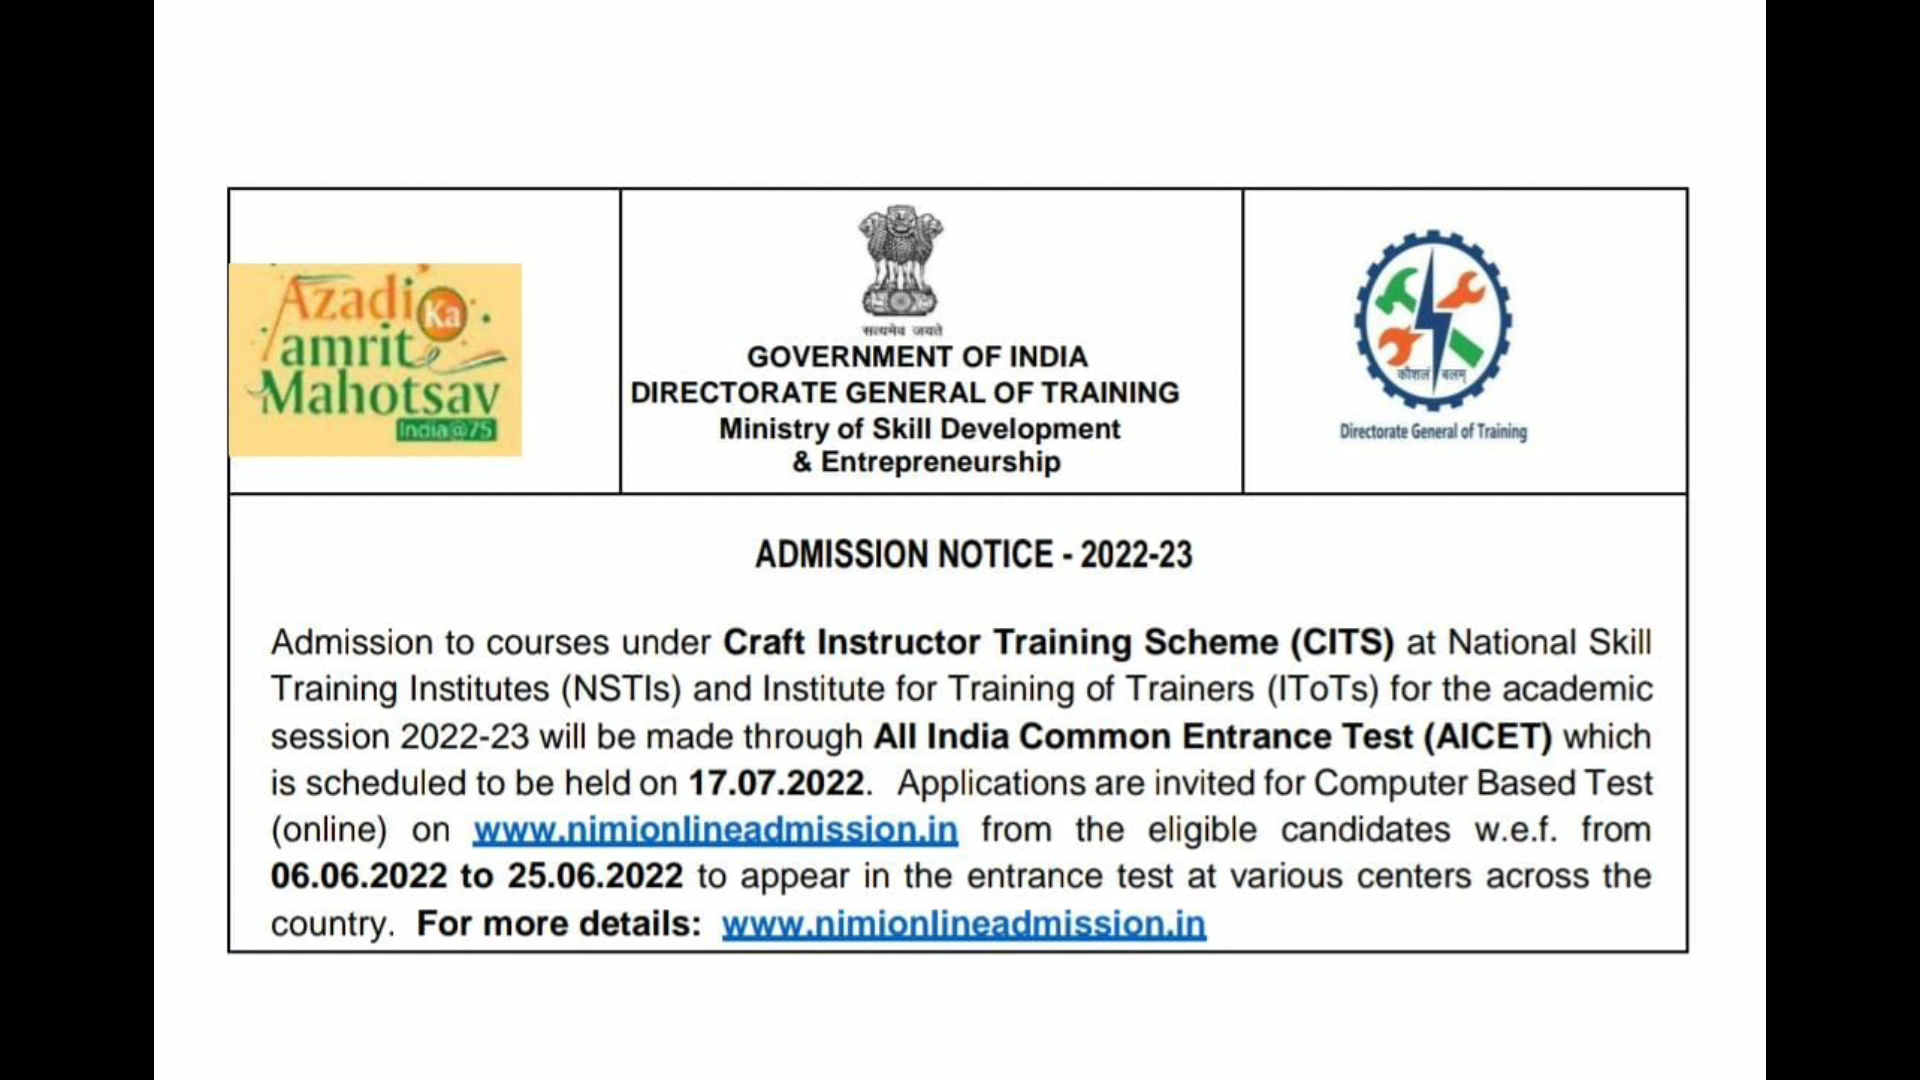 Azadi Ka
amrit
Mahotsav
India@75
सत्यमेव जयते
GOVERNMENT OF INDIA
DIRECTORATE GENERAL OF TRAINING
Ministry of Skill Development
& Entrepreneurship
कौशलं बलम्
Directorate General of Training
ADMISSION NOTICE - 2022-23
Admission to courses under Craft Instructor Training Scheme (CITS) at National Skill
Training Institutes (NSTIs) and Institute for Training of Trainers (IToTs) for the academic
session 2022-23 will be made through All India Common Entrance Test (AICET) which
is scheduled to be held on 17.07.2022. Applications are invited for Computer Based Test
(online) on www.nimionlineadmission.in from the eligible candidates w.e.f. from
06.06.2022 to 25.06.2022 to appear in the entrance test at various centers across the
country. For more details: www.nimionlineadmission.in